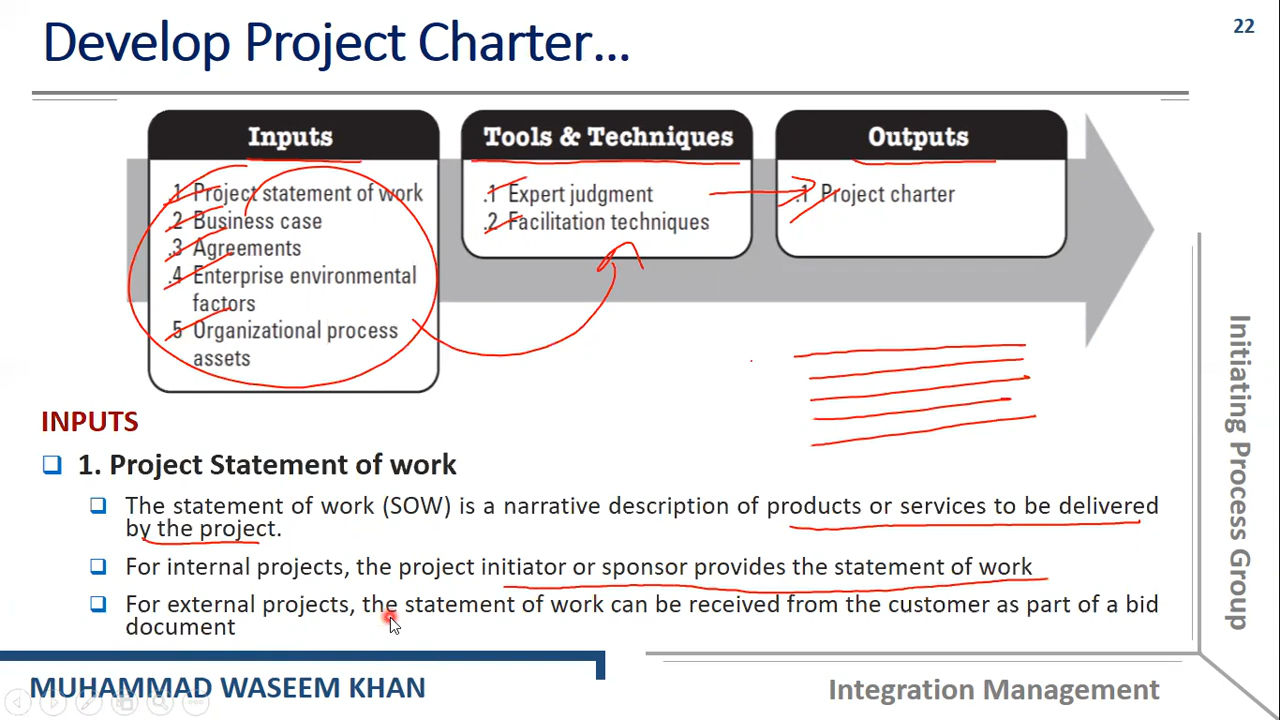 Develop Project Charter...
22
Inputs
.1 Project statement of work
.2 Business case
.3 Agreements
.4 Enterprise environmental
factors
.5 Organizational process
assets
Tools & Techniques
.1 Expert judgment
.2 Facilitation techniques
Outputs
.1 Project charter
INPUTS
1. Project Statement of work
The statement of work (SOW) is a narrative description of products or services to be delivered
by the project.
For internal projects, the project initiator or sponsor provides the statement of work
For external projects, the statement of work can be received from the customer as part of a bid
document
Initiating Process Group
MUHAMMAD WASEEM KHAN
Integration Management